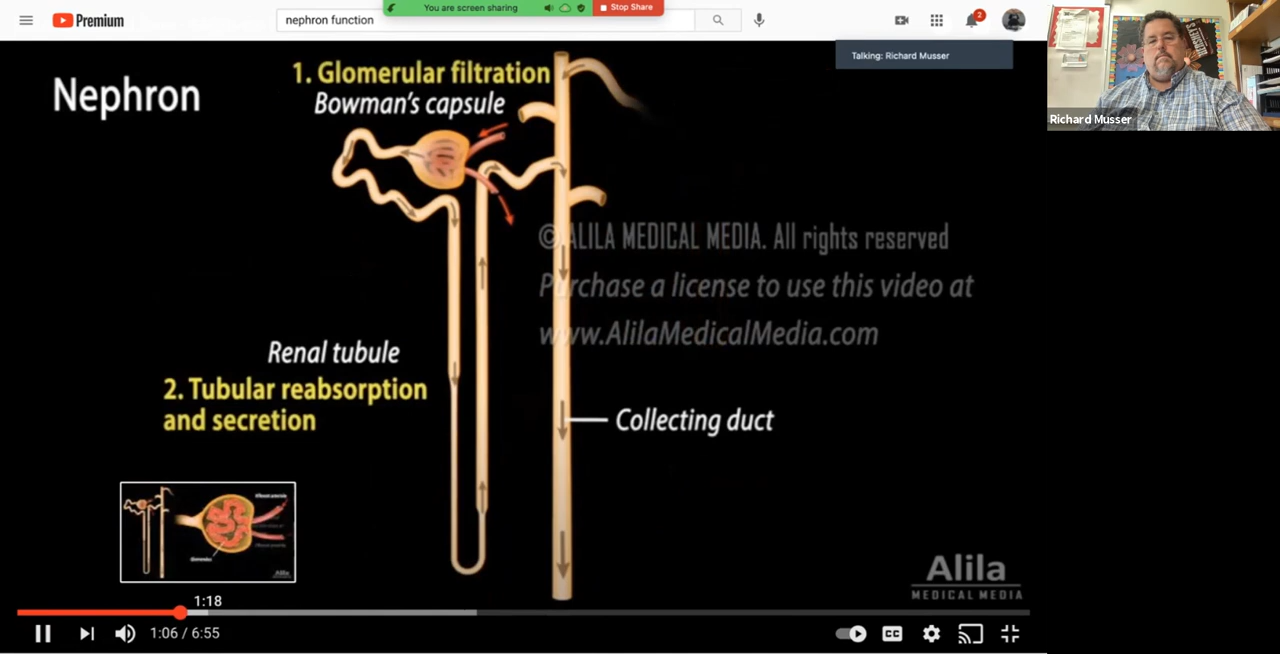 Premium
nephron function
You are screen sharing
Stop Share
2
Talking: Richard Musser
Richard Musser
Nephron
1. Glomerular filtration
Bowman's capsule
© ALILA MEDICAL MEDIA. All rights reserved
Purchase a license to use this video at
www.AlilaMedicalMedia.com
Renal tubule
2. Tubular reabsorption
and secretion
Collecting duct
Alila
MEDICAL MEDIA
1:18
1:06 / 6:55
CC